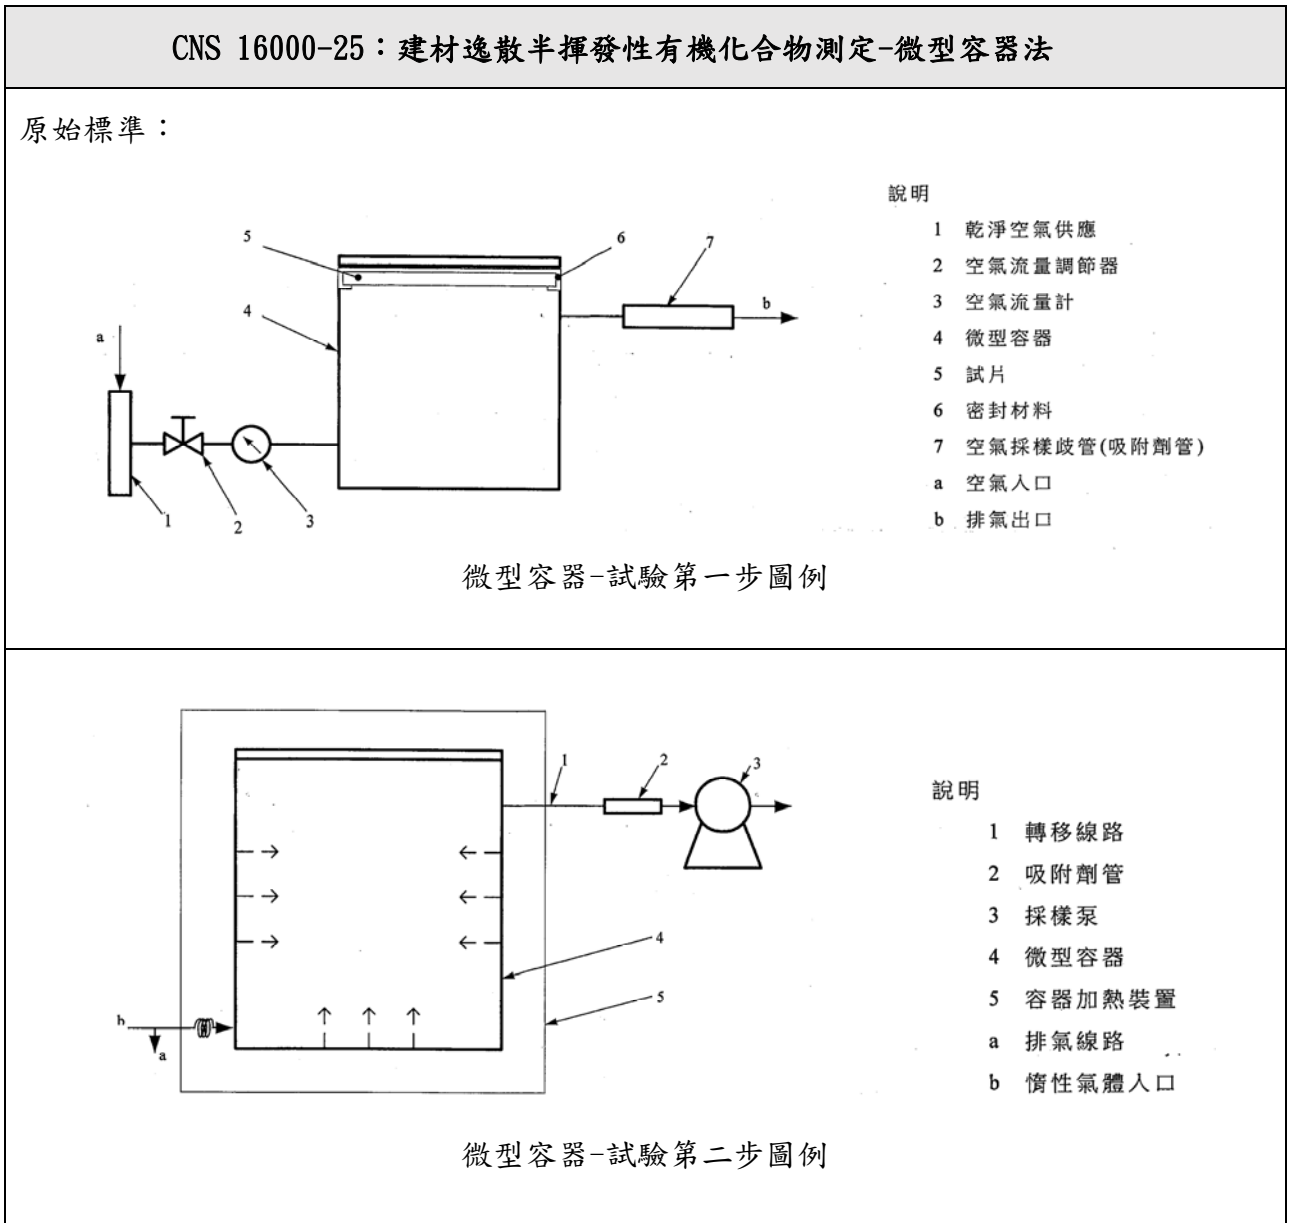 CNS 16000-25：建材逸散半揮發性有機化合物測定-微型容器法
原始標準：
說明
1 乾淨空氣供應
2 空氣流量調節器
3 空氣流量計
4 微型容器
5 試片
6 密封材料
7 空氣採樣歧管(吸附劑管)
a 空氣入口
b 排氣出口
5
6
7
b
4
a
1
2
3
微型容器-試驗第一步圖例
1
2
3
4
5
b
a
說明
1 轉移線路
2 吸附劑管
3 採樣泵
4 微型容器
5 容器加熱裝置
a 排氣線路
b 惰性氣體入口
微型容器-試驗第二步圖例